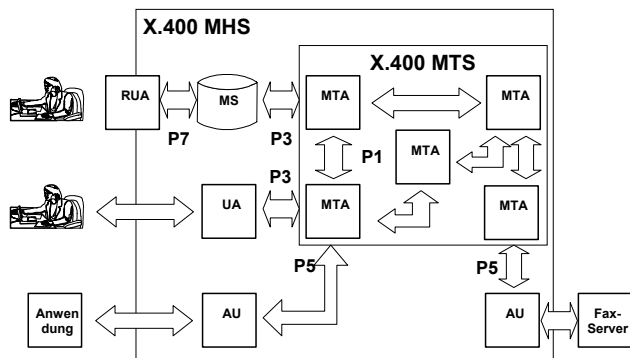 X.400 MHS
X.400 MTS
RUA
MS
MTA
MTA
P7
P3
P1
MTA
P3
UA
MTA
MTA
P5
P5
Anwen
dung
AU
AU
Fax-
Server